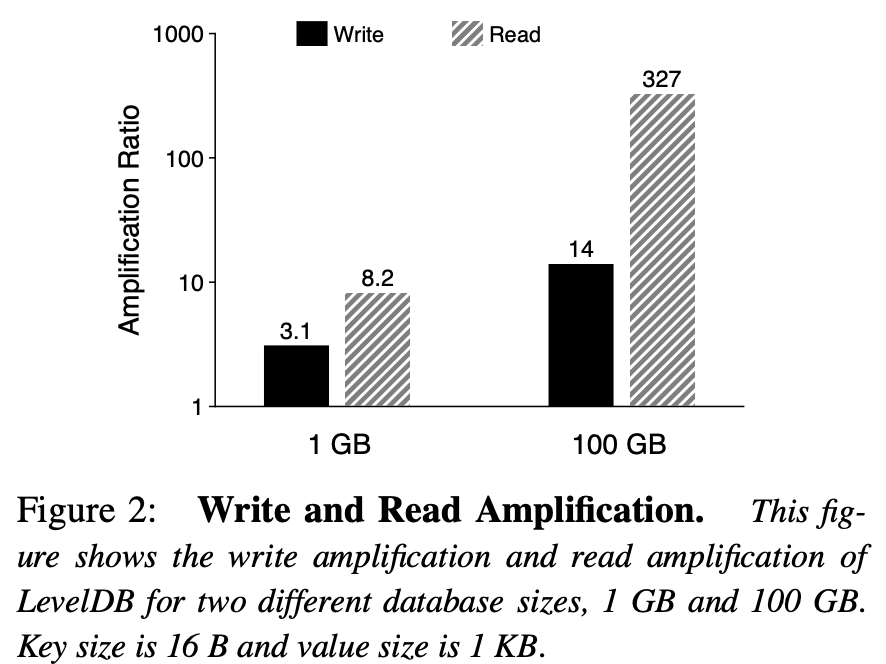 1000
Write
Read
327
100
14
10
8.2
3.1
1
Amplification Ratio
1 GB
100 GB
Figure 2: Write and Read Amplification. This fig-
ure shows the write amplification and read amplification of
LevelDB for two different database sizes, 1 GB and 100 GB.
Key size is 16 B and value size is 1 KB.